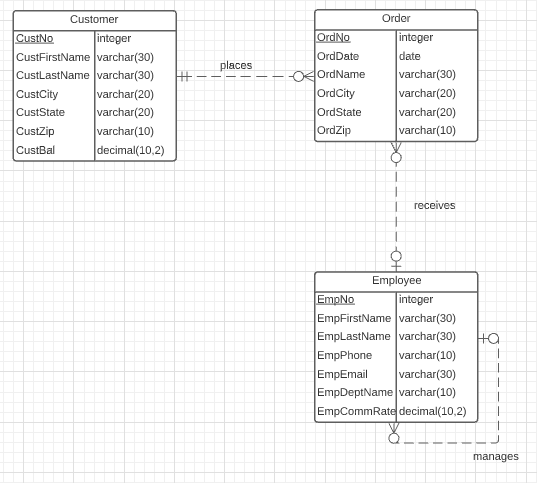 Customer
CustNo integer
CustFirstName varchar(30)
CustLastName varchar(30)
CustCity varchar(20)
CustState varchar(20)
CustZip varchar(10)
CustBal decimal(10,2)
places
Order
OrdNo integer
OrdDate date
OrdName varchar(30)
OrdCity varchar(20)
OrdState varchar(20)
OrdZip varchar(10)
receives
Employee
EmpNo integer
EmpFirstName varchar(30)
EmpLastName varchar(30)
EmpPhone varchar(10)
EmpEmail varchar(30)
EmpDeptName varchar(10)
EmpCommRate decimal(10,2)
manages